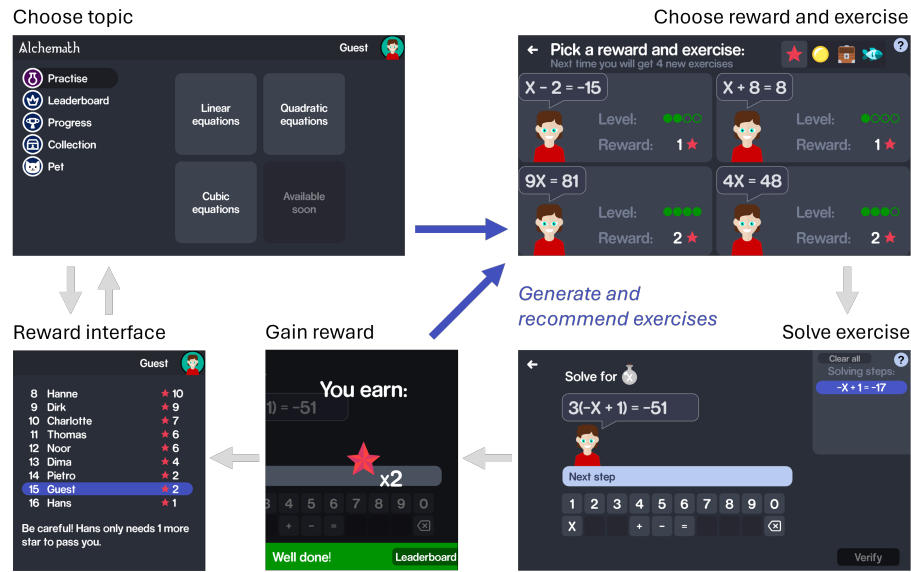 Choose topic
Alchemath
Guest
Practise
Leaderboard
Progress
Collection
Pet
Linear
equations
Quadratic
equations
Cubic
equations
Available
soon
Choose reward and exercise
Pick a reward and exercise:
Next time you will get 4 new exercises
?
X - 2 = -15
Level:
Reward: 1
X + 8 = 8
Level:
Reward: 1
9X = 81
Level:
Reward: 2
4X = 48
Level:
Reward: 2
Generate and
recommend exercises
Reward interface
Guest
8 Hanne 10
9 Dirk 9
10 Charlotte 7
11 Thomas 6
12 Noor 6
13 Dima 4
14 Pietro 2
15 Guest 2
16 Hans 1
Be careful! Hans only needs 1 more
star to pass you.
Gain reward
You earn:
1) = -51
x2
3 4 5 6 7 8 9 0
+ - =
Well done!
Leaderboard
Solve exercise
Solve for X
3(-X + 1) = -51
Next step
1 2 3 4 5 6 7 8 9 0
X + - =
Clear all
?
Solving steps:
-X + 1 = -17
Verify